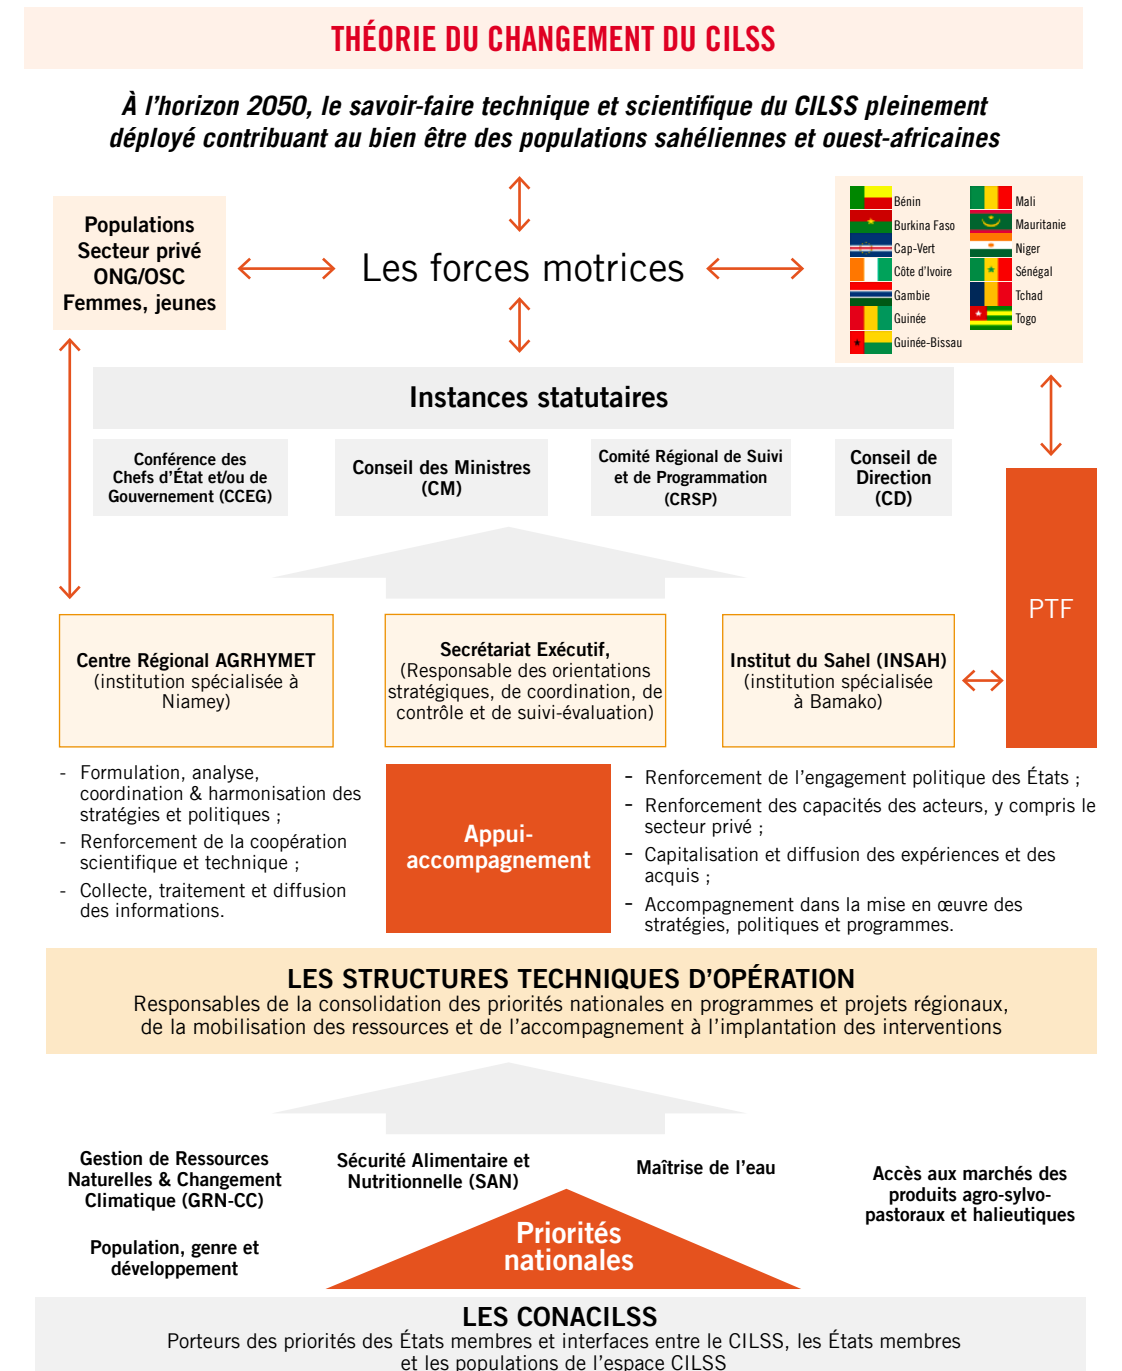 THÉORIE DU CHANGEMENT DU CILSS
À l’horizon 2050, le savoir-faire technique et scientifique du CILSS pleinement
déployé contribuant au bien être des populations sahéliennes et ouest-africaines
Populations
Secteur privé
ONG/OSC
Femmes, jeunes
Les forces motrices
Bénin
Burkina Faso
Cap-Vert
Côte d’Ivoire
Gambie
Guinée
Guinée-Bissau
Mali
Mauritanie
Niger
Sénégal
Tchad
Togo
Instances statutaires
Conférence des
Chefs d’État et/ou de
Gouvernement (CCEG)
Conseil des Ministres
(CM)
Comité Régional de Suivi
et de Programmation
(CRSP)
Conseil de
Direction
(CD)
PTF
Centre Régional AGRHYMET
(institution spécialisée à
Niamey)
Secrétariat Exécutif,
(Responsable des orientations
stratégiques, de coordination, de
contrôle et de suivi-évaluation)
Institut du Sahel (INSAH)
(institution spécialisée
à Bamako)
- Formulation, analyse,
coordination & harmonisation des
stratégies et politiques ;
- Renforcement de la coopération
scientifique et technique ;
- Collecte, traitement et diffusion
des informations.
Appui-
accompagnement
- Renforcement de l’engagement politique des États ;
- Renforcement des capacités des acteurs, y compris le
secteur privé ;
- Capitalisation et diffusion des expériences et des
acquis ;
- Accompagnement dans la mise en œuvre des
stratégies, politiques et programmes.
LES STRUCTURES TECHNIQUES D’OPÉRATION
Responsables de la consolidation des priorités nationales en programmes et projets régionaux,
de la mobilisation des ressources et de l’accompagnement à l’implantation des interventions
Gestion de Ressources
Naturelles & Changement
Climatique (GRN-CC)
Sécurité Alimentaire et
Nutritionnelle (SAN)
Maîtrise de l’eau
Accès aux marchés des
produits agro-sylvo-
pastoraux et halieutiques
Population, genre et
développement
Priorités
nationales
LES CONACILSS
Porteurs des priorités des États membres et interfaces entre le CILSS, les États membres
et les populations de l’espace CILSS